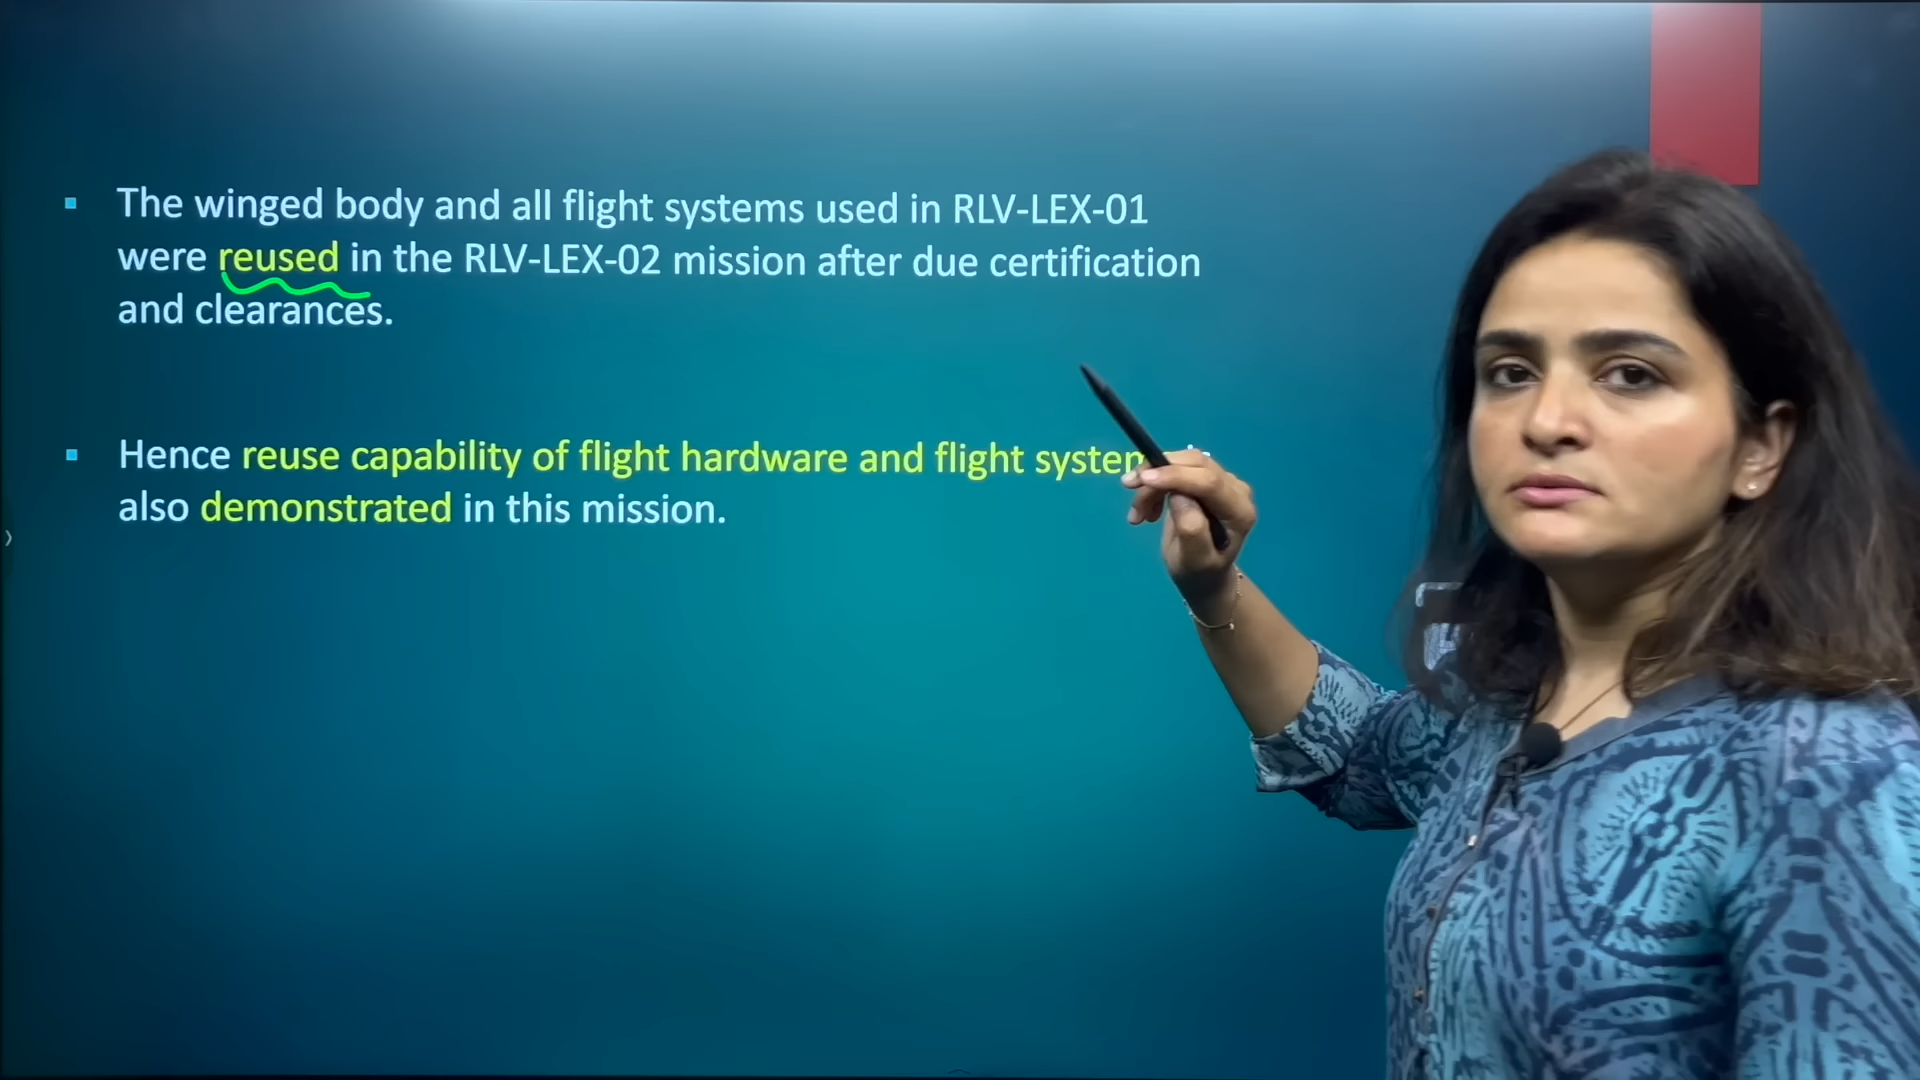 The winged body and all flight systems used in RLV-LEX-01
were reused in the RLV-LEX-02 mission after due certification
and clearances.
Hence reuse capability of flight hardware and flight
also demonstrated in this mission.